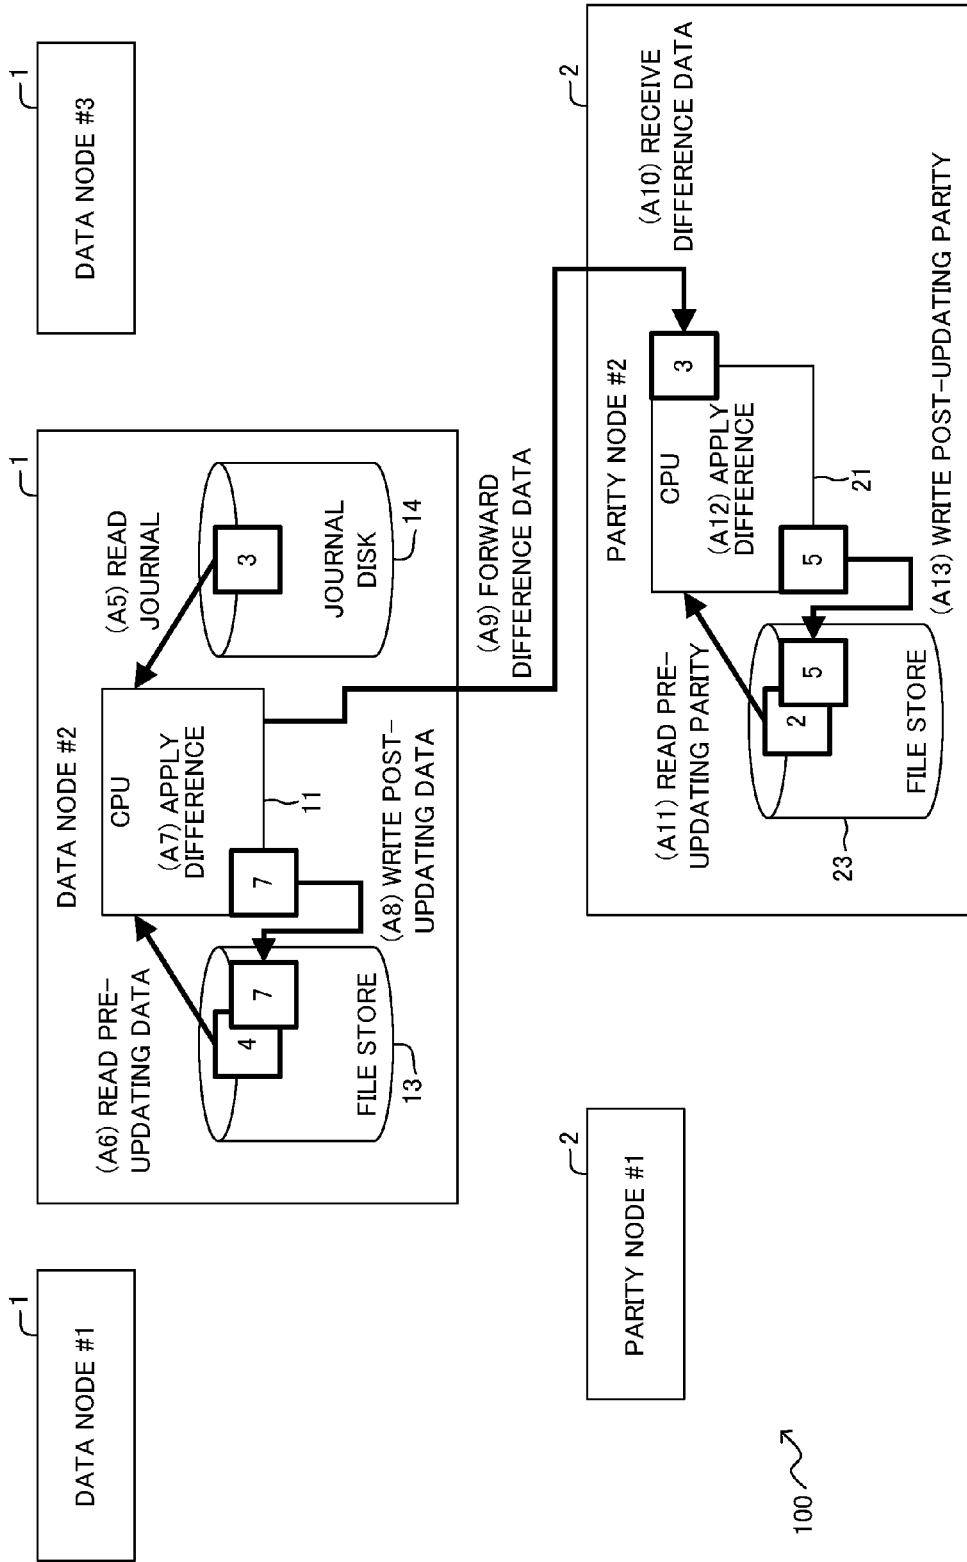 1
DATA NODE #1
1
DATA NODE #2
(A6) READ PRE-
UPDATING DATA
4
7
FILE STORE
13
CPU
(A7) APPLY
DIFFERENCE
7
11
(A8) WRITE POST-
UPDATING DATA
(A5) READ
JOURNAL
3
JOURNAL
DISK
14
1
DATA NODE #3
(A9) FORWARD
DIFFERENCE DATA
2
PARITY NODE #1
2
(A10) RECEIVE
DIFFERENCE DATA
PARITY NODE #2
3
CPU
(A12) APPLY
DIFFERENCE
5
21
(A11) READ PRE-
UPDATING PARITY
2
5
FILE STORE
23
(A13) WRITE POST-UPDATING PARITY
100